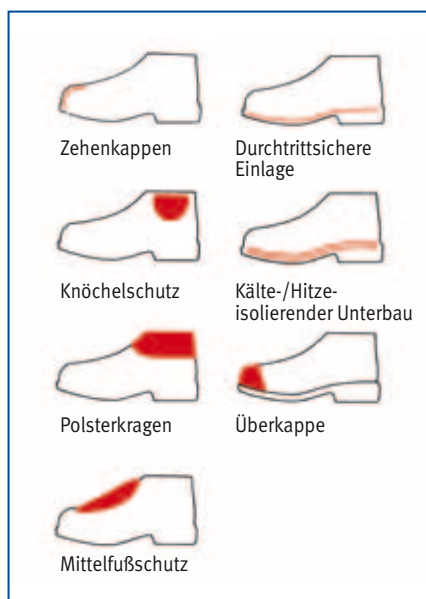 Zehenkappen
Durchtrittsichere
Einlage
Knöchelschutz
Kälte-/Hitze-
isolierender Unterbau
Polsterkragen
Überkappe
Mittelfußschutz